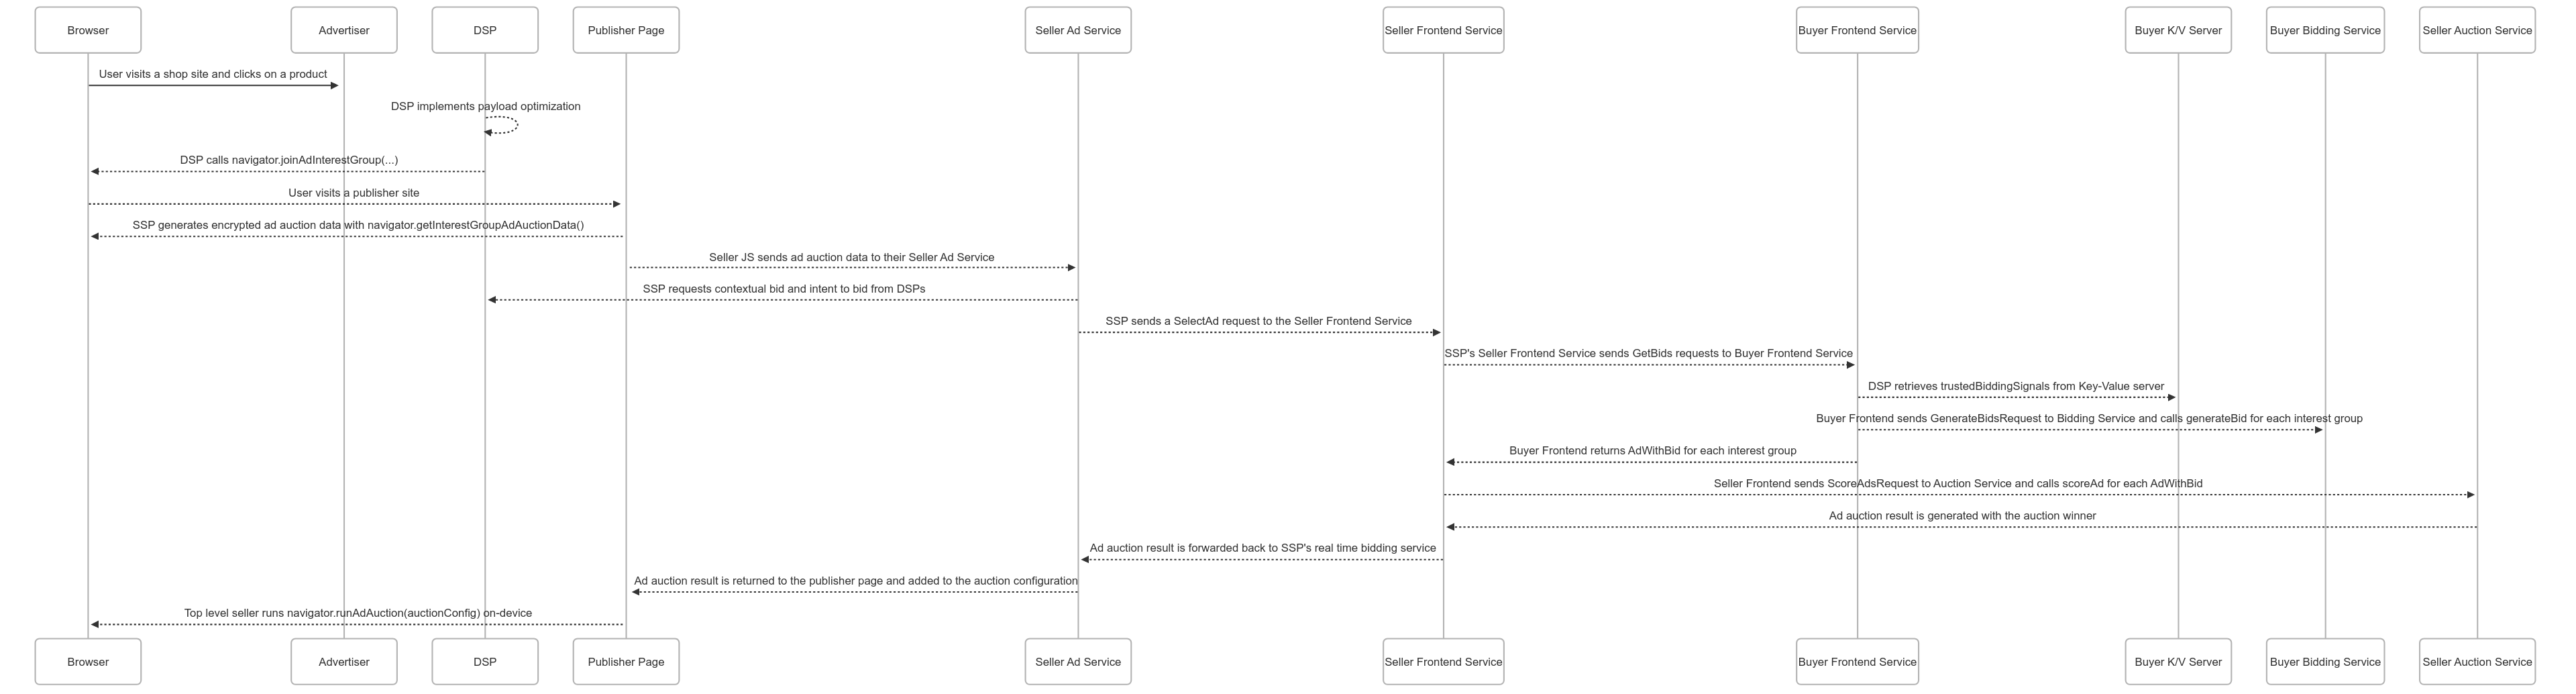 Browser
Advertiser
DSP
Publisher Page
Seller Ad Service
Seller Frontend Service
Buyer Frontend Service
Buyer K/V Server
Buyer Bidding Service
Seller Auction Service
User visits a shop site and clicks on a product
DSP implements payload optimization
DSP calls navigator.joinAdInterestGroup(...)
User visits a publisher site
SSP generates encrypted ad auction data with navigator.getInterestGroupAdAuctionData()
Seller JS sends ad auction data to their Seller Ad Service
SSP requests contextual bid and intent to bid from DSPs
SSP sends a SelectAd request to the Seller Frontend Service
SSP's Seller Frontend Service sends GetBids requests to Buyer Frontend Service
DSP retrieves trustedBiddingSignals from Key-Value server
Buyer Frontend sends GenerateBidsRequest to Bidding Service and calls generateBid for each interest group
Buyer Frontend returns AdWithBid for each interest group
Seller Frontend sends ScoreAdsRequest to Auction Service and calls scoreAd for each AdWithBid
Ad auction result is generated with the auction winner
Ad auction result is forwarded back to SSP's real time bidding service
Ad auction result is returned to the publisher page and added to the auction configuration
Top level seller runs navigator.runAdAuction(auctionConfig) on-device
Browser
Advertiser
DSP
Publisher Page
Seller Ad Service
Seller Frontend Service
Buyer Frontend Service
Buyer K/V Server
Buyer Bidding Service
Seller Auction Service